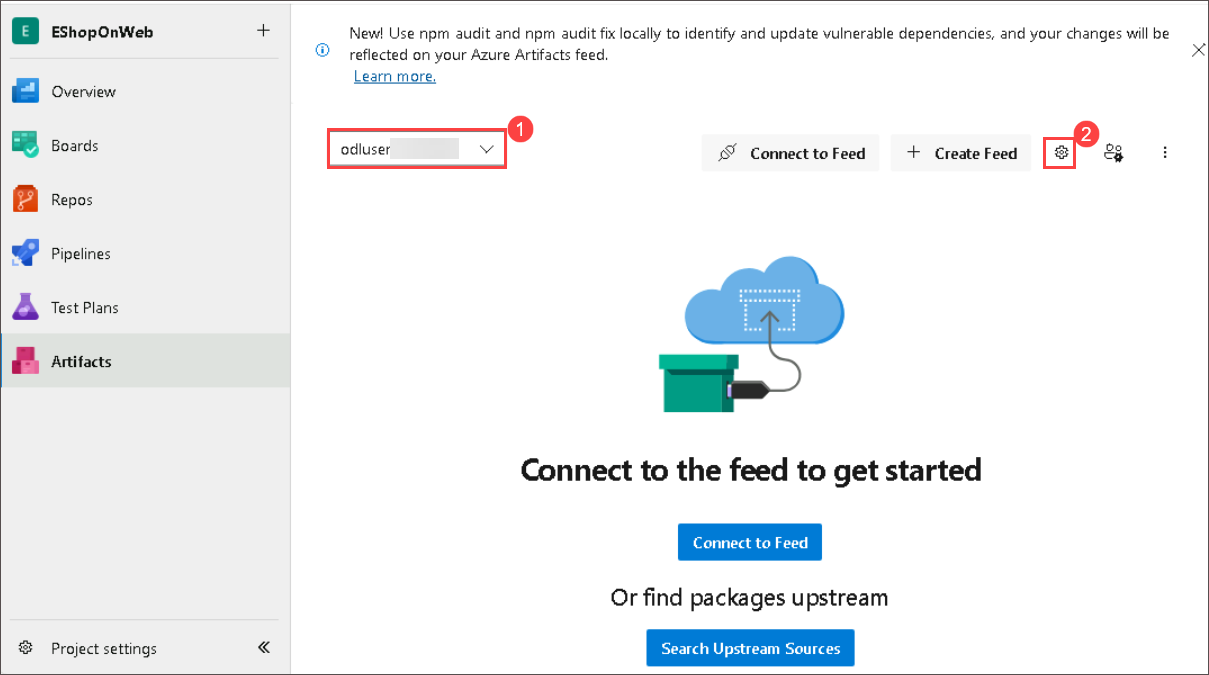 E EShopOnWeb
New! Use npm audit and npm audit fix locally to identify and update vulnerable dependencies, and your changes will be
reflected on your Azure Artifacts feed.
Learn more.
Overview
Boards
Repos
Pipelines
Test Plans
Artifacts
odluser
1
Connect to Feed
Create Feed
2
Connect to the feed to get started
Connect to Feed
Or find packages upstream
Search Upstream Sources
Project settings